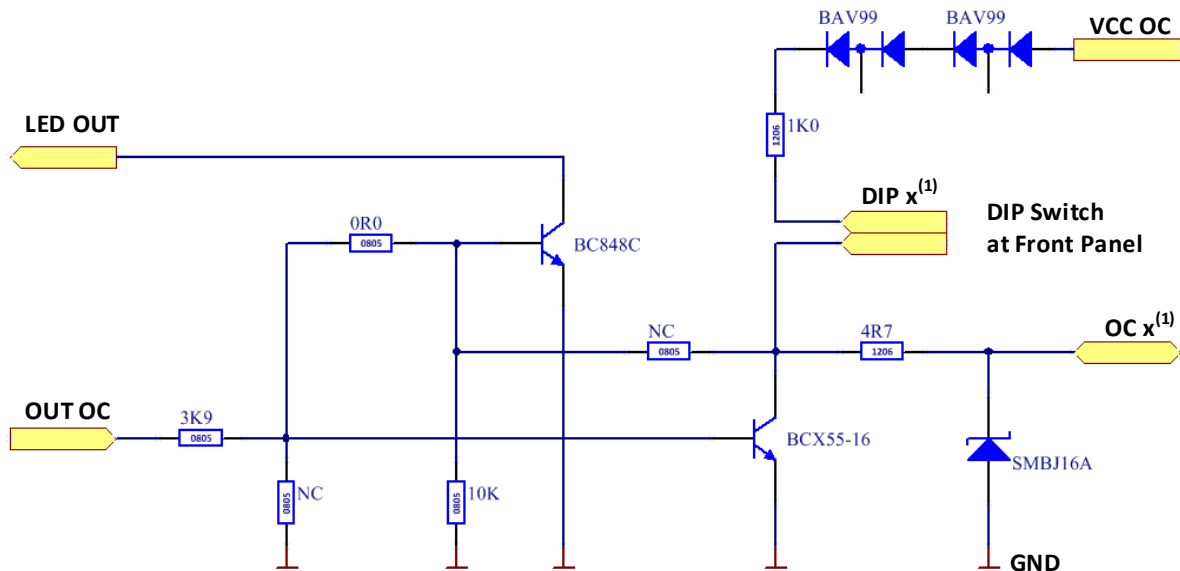 BAV99 BAV99 VCC OC
1206 1K0
LED OUT
DIP x(1) DIP Switch
at Front Panel
0R0
0805
BC848C
NC
0805
4R7
1206
OC x(1)
OUT OC
3K9
0805
BCX55-16
SMBJ16A
0805 NC
0805 10K
GND